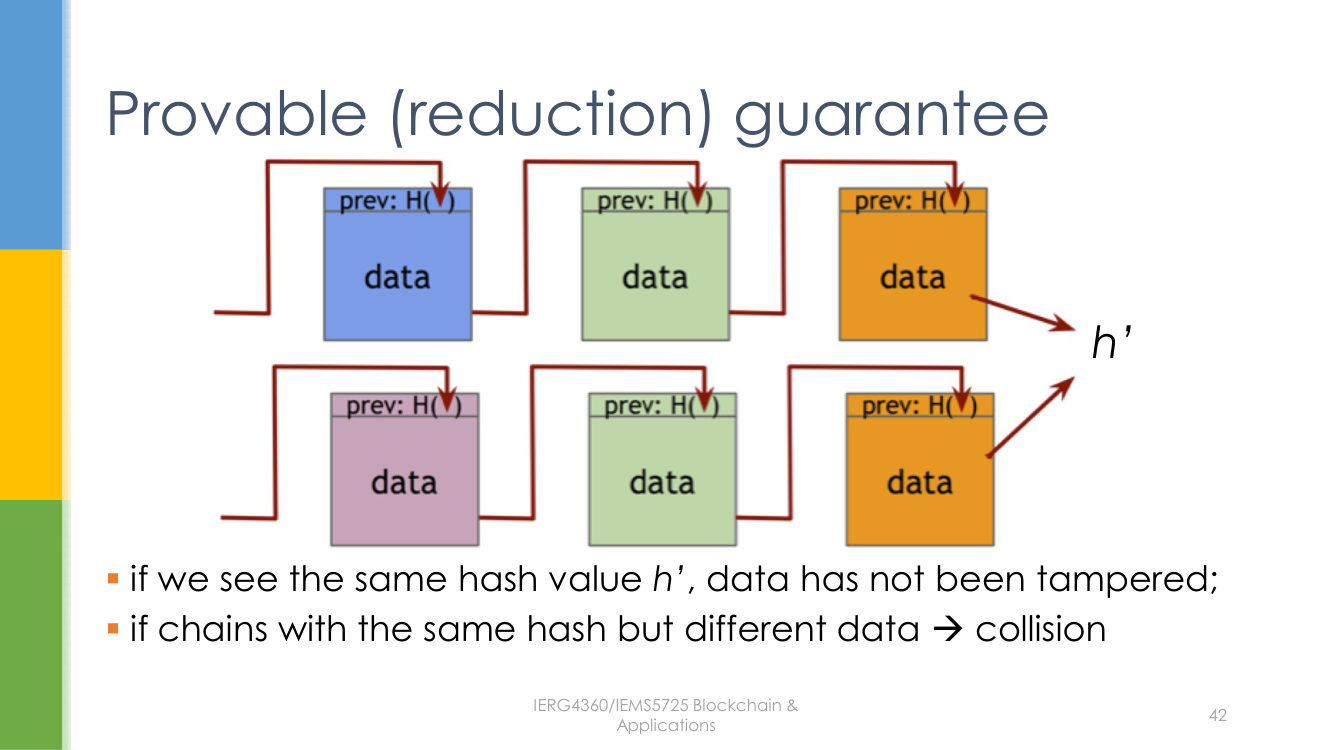 Provable (reduction) guarantee
prev: H( )
prev: H( )
prev: H( )
data
data
data
h’
prev: H( )
prev: H( )
prev: H( )
data
data
data
▪ if we see the same hash value h’, data has not been tampered;
▪ if chains with the same hash but different data → collision
IERG4360/IEMS5725 Blockchain &
Applications
42